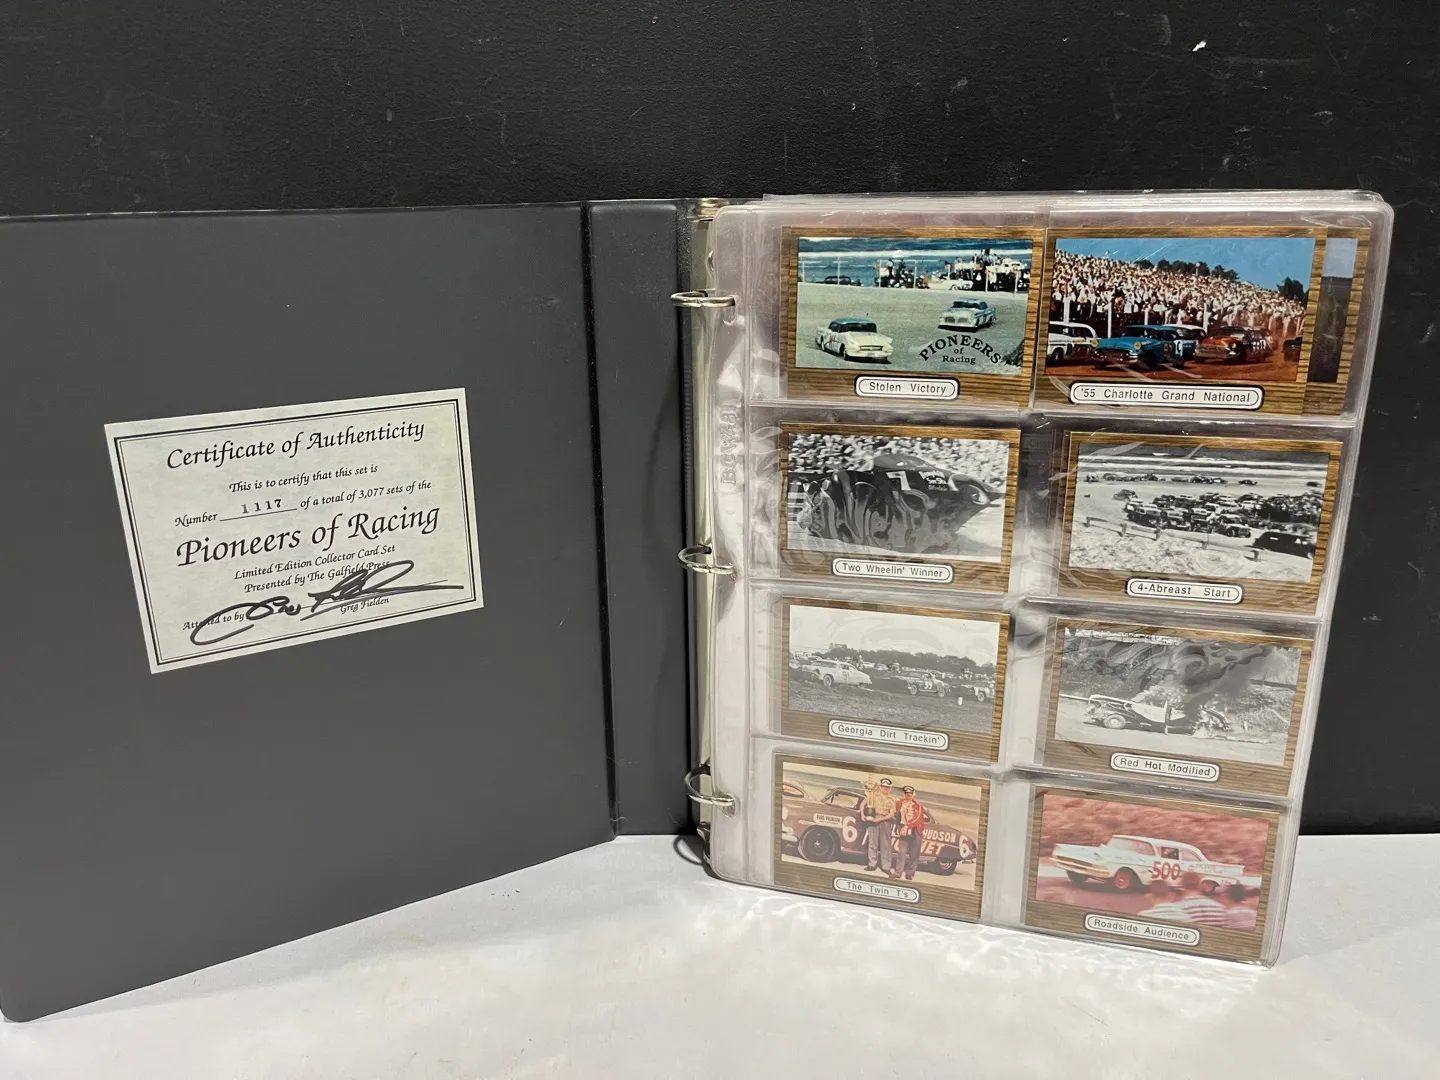 Certificate of Authenticity
This is to certify that this set is
Number 1117 of a total of 3,077 sets of the
Pioneers of Racing
Limited Edition Collector Card Set
Presented by The Galfield Press
Attested to by
Greg Fielden
PIONEERS
of
Racing
Stolen Victory
'55 Charlotte Grand National
Two Wheelin' Winner
4-Abreast Start
Georgia Dirt Trackin'
Red Hot Modified
6 HUDSON 6
The Twin T's
500
Roadside Audience